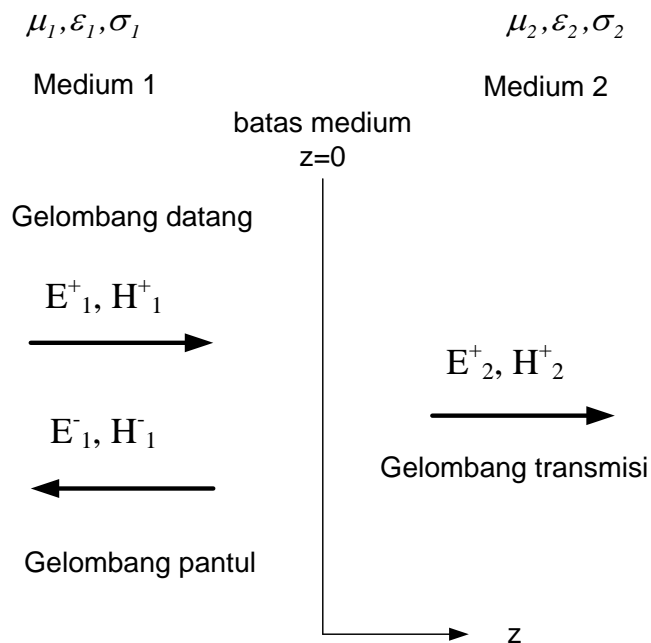 μ₁,ε₁,σ₁
μ₂,ε₂,σ₂
Medium 1
Medium 2
batas medium
z=0
Gelombang datang
E⁺₁, H⁺₁
E⁺₂, H⁺₂
E⁻₁, H⁻₁
Gelombang transmisi
Gelombang pantul
z